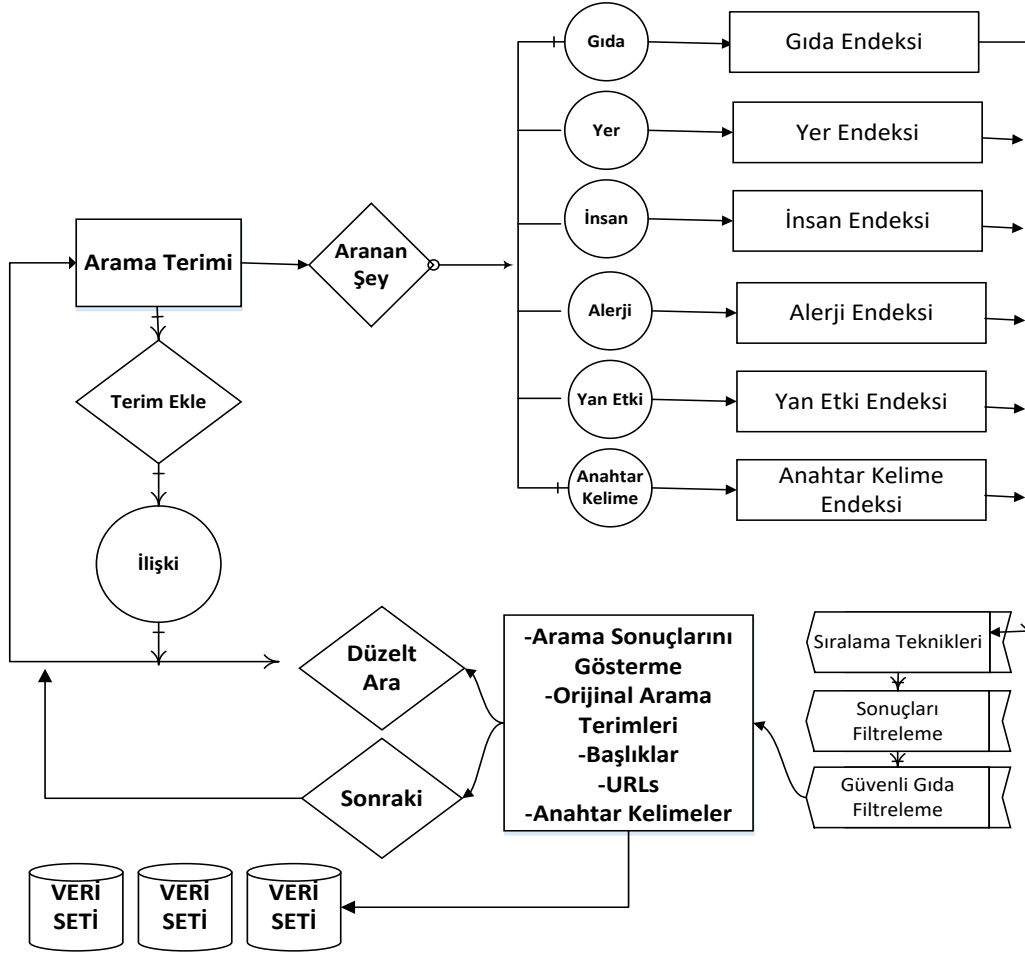 Gıda
Gıda Endeksi
Yer
Yer Endeksi
İnsan
İnsan Endeksi
Arama Terimi
Aranan
Şey
Alerji
Alerji Endeksi
Terim Ekle
Yan Etki
Yan Etki Endeksi
Anahtar
Kelime
Anahtar Kelime
Endeksi
İlişki
Düzelt
Ara
-Arama Sonuçlarını
Gösterme
-Orijinal Arama
Terimleri
-Başlıklar
-URLs
-Anahtar Kelimeler
Sıralama Teknikleri
Sonuçları
Filtreleme
Güvenli Gıda
Filtreleme
Sonraki
VERİ
SETİ
VERİ
SETİ
VERİ
SETİ